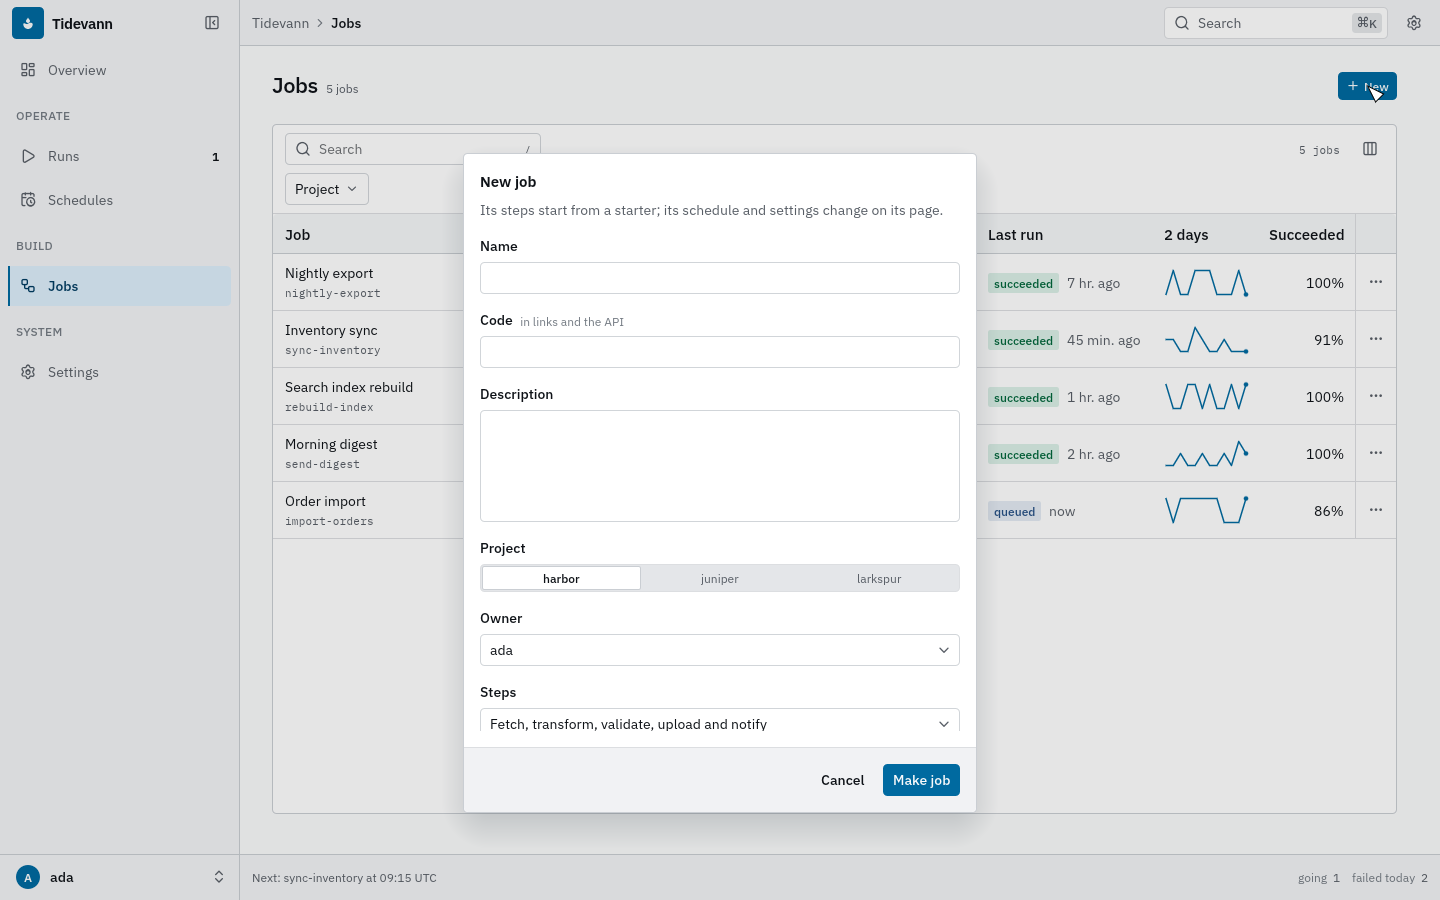 Tidevann
Overview
OPERATE
Runs 1
Schedules
BUILD
Jobs
SYSTEM
Settings
ada
A
Tidevann > Jobs
Search ⌘K
Jobs 5 jobs
+ New
Search /
5 jobs
Project
Job Last run 2 days Succeeded
Nightly export
nightly-export
succeeded 7 hr. ago 100%
Inventory sync
sync-inventory
succeeded 45 min. ago 91%
Search index rebuild
rebuild-index
succeeded 1 hr. ago 100%
Morning digest
send-digest
succeeded 2 hr. ago 100%
Order import
import-orders
queued now 86%
New job
Its steps start from a starter; its schedule and settings change on its page.
Name
Code in links and the API
Description
Project
harbor juniper larkspur
Owner
ada
Steps
Fetch, transform, validate, upload and notify
Cancel Make job
Next: sync-inventory at 09:15 UTC
going 1 failed today 2